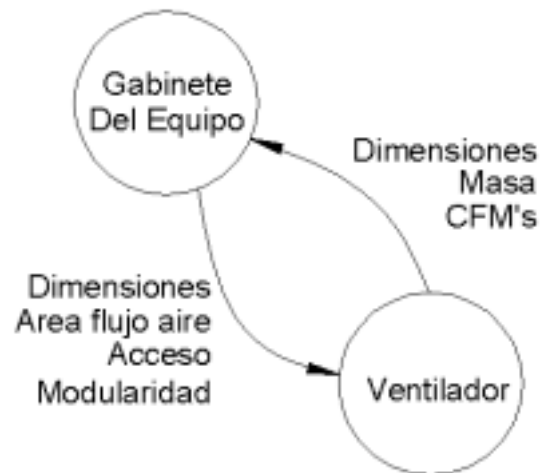 Gabinete
Del Equipo
Dimensiones
Masa
CFM's
Dimensiones
Area flujo aire
Acceso
Modularidad
Ventilador